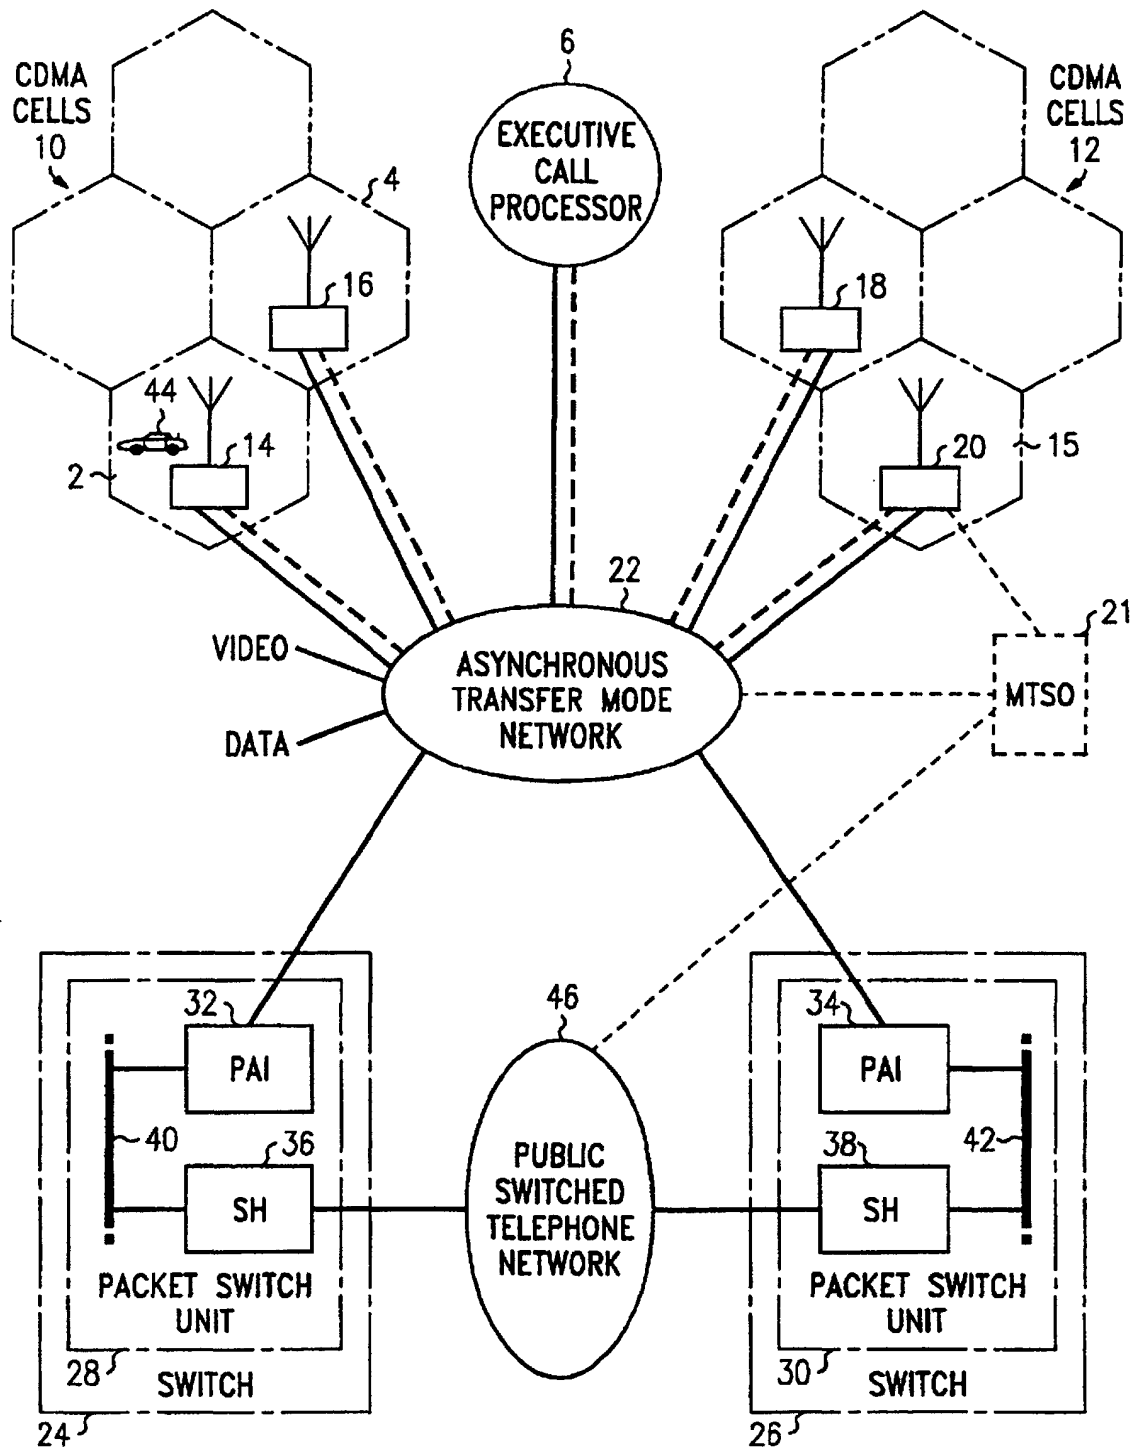 6
CDMA
CELLS
10
4
EXECUTIVE
CALL
PROCESSOR
CDMA
CELLS
12
16
18
44
14
2
20
15
22
21
VIDEO
DATA
ASYNCHRONOUS
TRANSFER MODE
NETWORK
MTSO
32
PAI
40
36
SH
PACKET SWITCH
UNIT
28
SWITCH
24
46
PUBLIC
SWITCHED
TELEPHONE
NETWORK
34
PAI
42
38
SH
PACKET SWITCH
UNIT
30
SWITCH
26